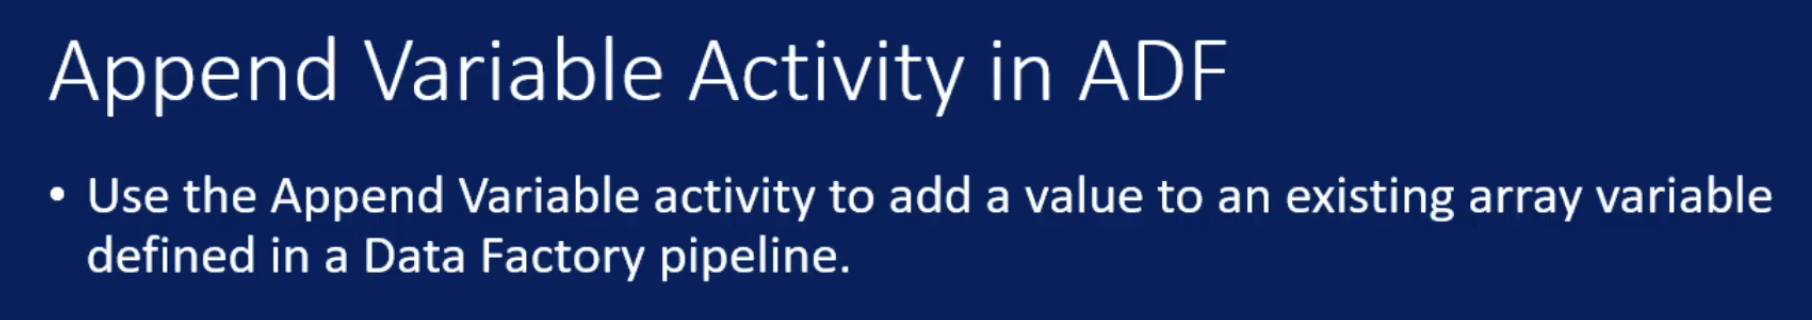 Append Variable Activity in ADF
• Use the Append Variable activity to add a value to an existing array variable
defined in a Data Factory pipeline.